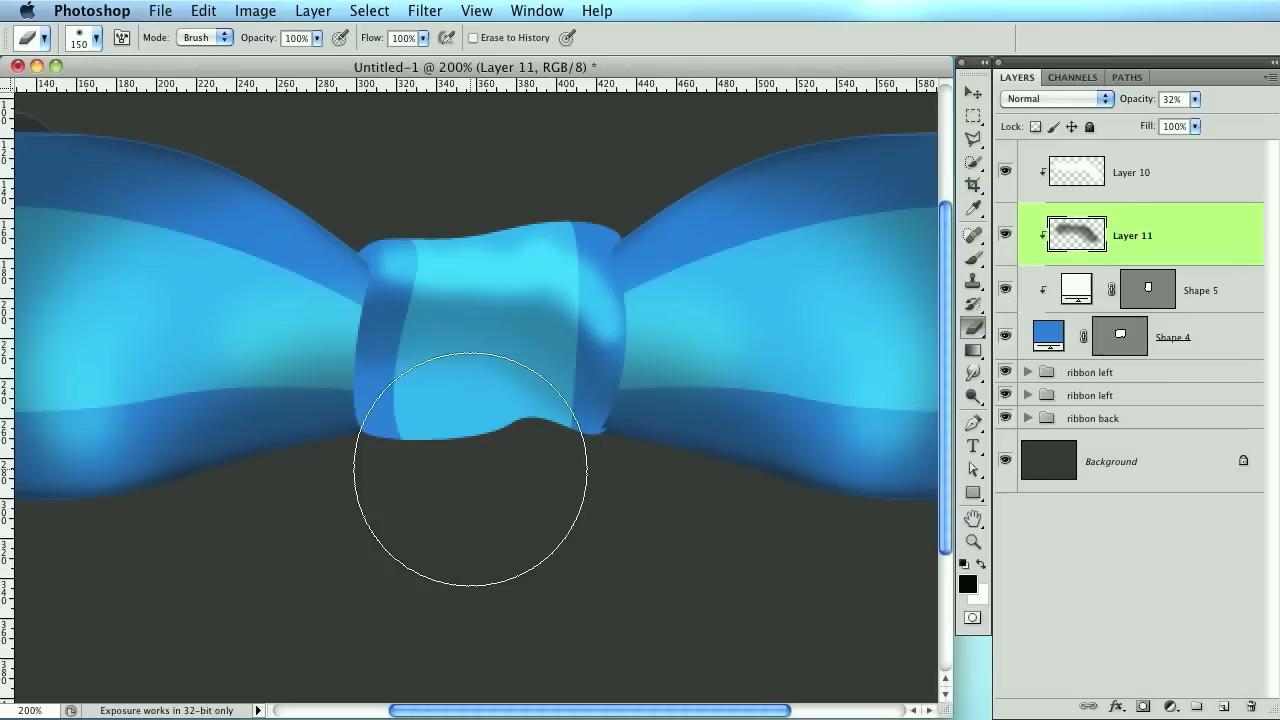 Photoshop File Edit Image Layer Select Filter View Window Help
150 Mode: Brush Opacity: 100% Flow: 100% Erase to History
Untitled-1 @ 200% (Layer 11, RGB/8) *
140 160 180 200 220 240 260 280 300 320 340 360 380 400 420 440 460 480 500 520 540 560 580
LAYERS CHANNELS PATHS
Normal Opacity: 32%
Lock: Fill: 100%
Layer 10
Layer 11
Shape 5
Shape 4
ribbon left
ribbon left
ribbon back
Background
T
200% Exposure works in 32-bit only
fx